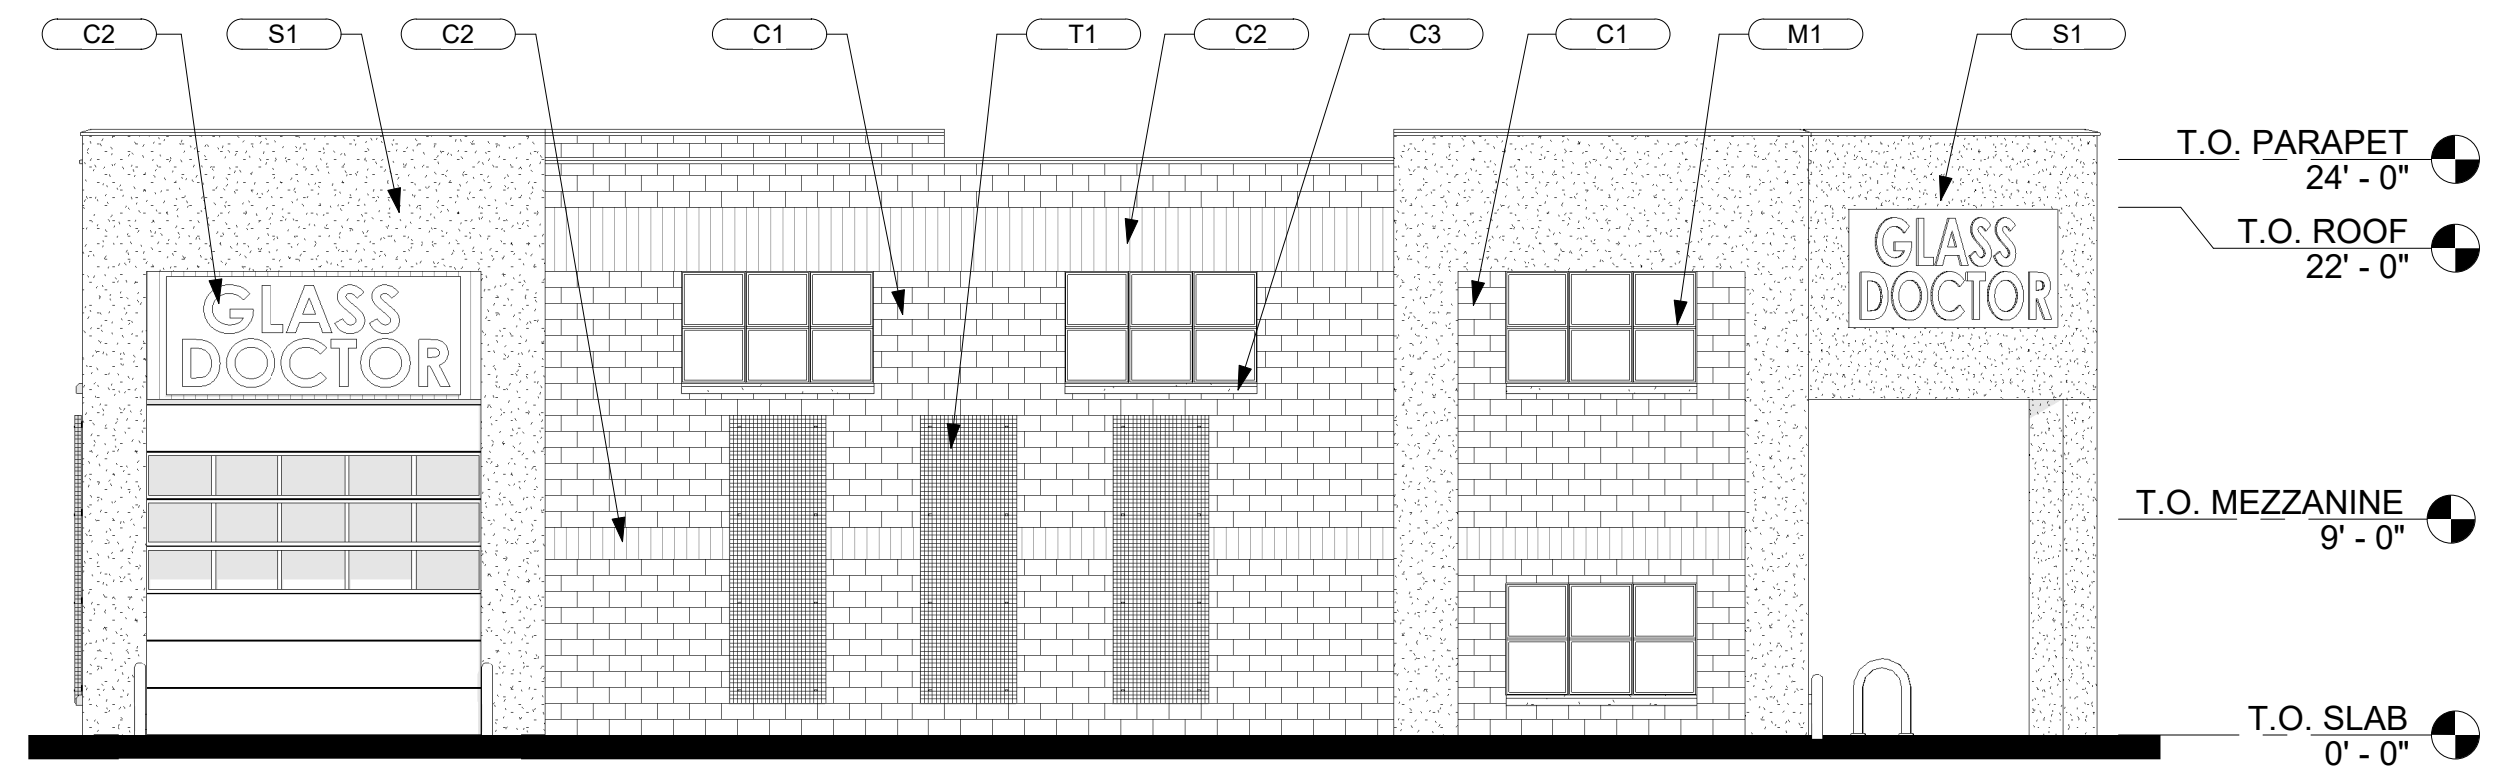 C2
S1
C2
C1
T1
C2
C3
C1
M1
S1
T.O. PARAPET
24' - 0"
T.O. ROOF
22' - 0"
GLASS
DOCTOR
GLASS
DOCTOR
T.O. MEZZANINE
9' - 0"
T.O. SLAB
0' - 0"